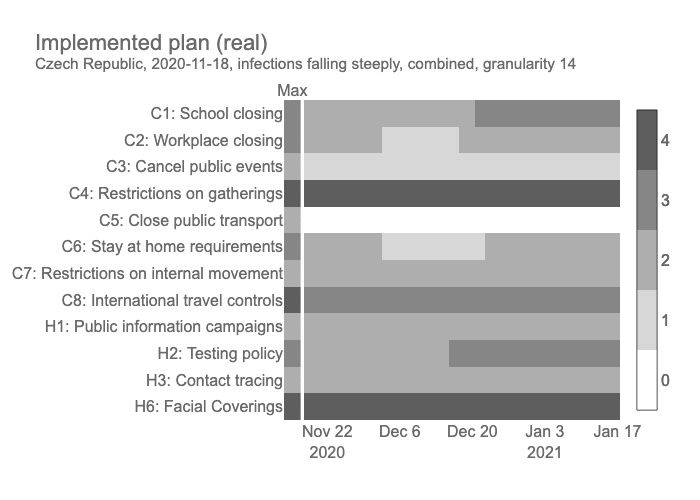 Implemented plan (real)
Czech Republic, 2020-11-18, infections falling steeply, combined, granularity 14
Max
C1: School closing
C2: Workplace closing
C3: Cancel public events
C4: Restrictions on gatherings
C5: Close public transport
C6: Stay at home requirements
C7: Restrictions on internal movement
C8: International travel controls
H1: Public information campaigns
H2: Testing policy
H3: Contact tracing
H6: Facial Coverings
4
3
2
1
0
Nov 22 Dec 6 Dec 20 Jan 3 Jan 17
2020 2021